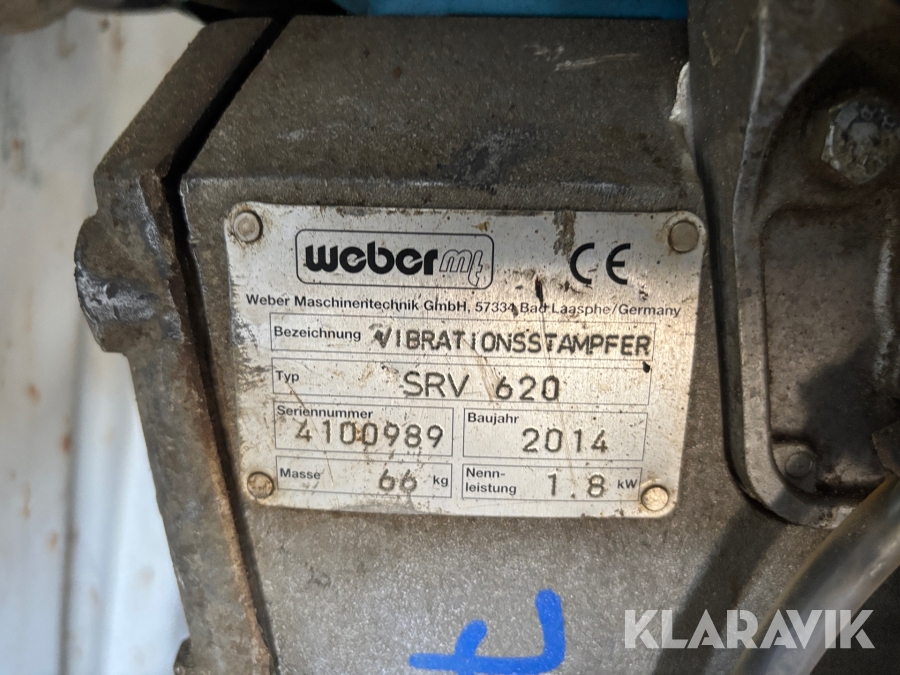 weber mt
CE
Weber Maschinentechnik GmbH, 57334 Bad Laasphe/Germany
Bezeichnung VIBRATIONSSTAMPFER
Typ SRV 620
Seriennummer 4100989
Baujahr 2014
Masse 66 kg
Nenn-
leistung 1.8 kW
KLARAVIK